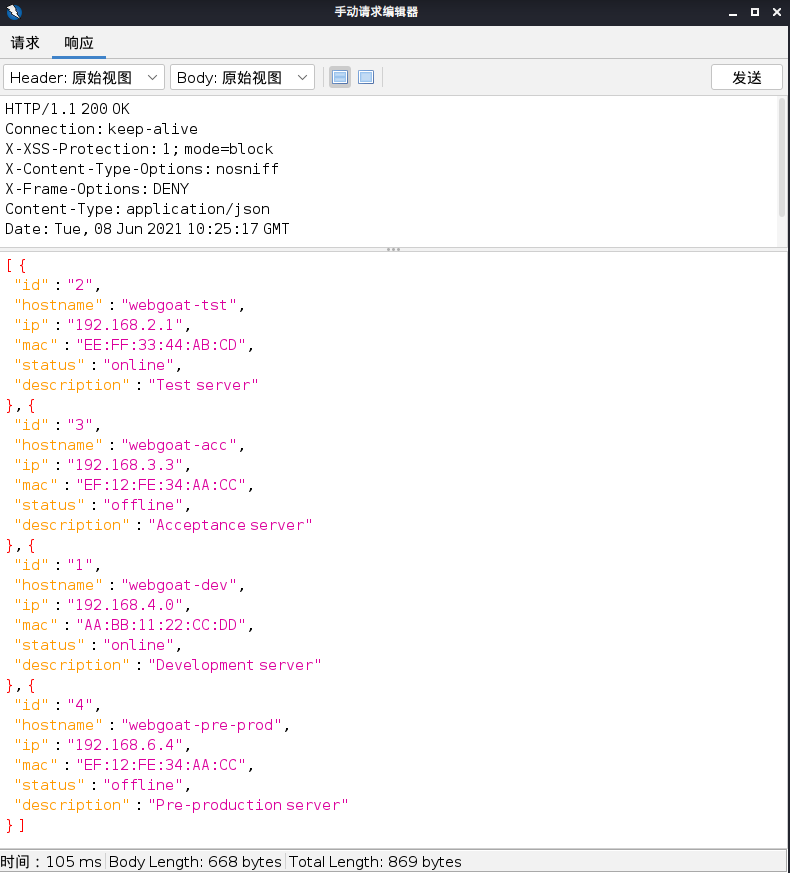 手动请求编辑器
请求 响应
Header: 原始视图 Body: 原始视图 发送
HTTP/1.1 200 OK
Connection: keep-alive
X-XSS-Protection: 1; mode=block
X-Content-Type-Options: nosniff
X-Frame-Options: DENY
Content-Type: application/json
Date: Tue, 08 Jun 2021 10:25:17 GMT
[ {
"id" : "2",
"hostname" : "webgoat-tst",
"ip" : "192.168.2.1",
"mac" : "EE:FF:33:44:AB:CD",
"status" : "online",
"description" : "Test server"
}, {
"id" : "3",
"hostname" : "webgoat-acc",
"ip" : "192.168.3.3",
"mac" : "EF:12:FE:34:AA:CC",
"status" : "offline",
"description" : "Acceptance server"
}, {
"id" : "1",
"hostname" : "webgoat-dev",
"ip" : "192.168.4.0",
"mac" : "AA:BB:11:22:CC:DD",
"status" : "online",
"description" : "Development server"
}, {
"id" : "4",
"hostname" : "webgoat-pre-prod",
"ip" : "192.168.6.4",
"mac" : "EF:12:FE:34:AA:CC",
"status" : "offline",
"description" : "Pre-production server"
} ]
时间：105 ms Body Length: 668 bytes Total Length: 869 bytes